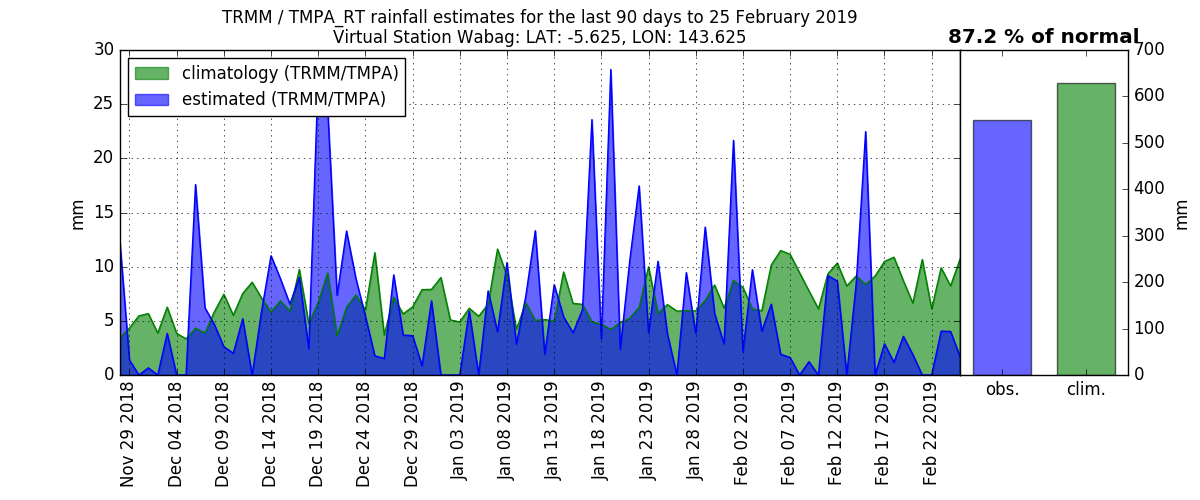 TRMM / TMPA_RT rainfall estimates for the last 90 days to 25 February 2019
Virtual Station Wabag: LAT: -5.625, LON: 143.625
87.2 % of normal
climatology (TRMM/TMPA)
estimated (TRMM/TMPA)
30
25
20
15
10
5
0
mm
Nov 29 2018
Dec 04 2018
Dec 09 2018
Dec 14 2018
Dec 19 2018
Dec 24 2018
Dec 29 2018
Jan 03 2019
Jan 08 2019
Jan 13 2019
Jan 18 2019
Jan 23 2019
Jan 28 2019
Feb 02 2019
Feb 07 2019
Feb 12 2019
Feb 17 2019
Feb 22 2019
700
600
500
400
300
200
100
0
mm
obs.
clim.